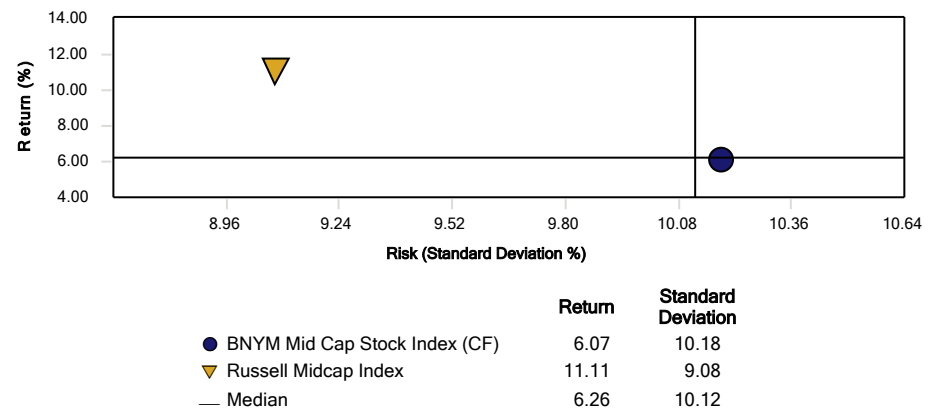 14.00
12.00
10.00
8.00
6.00
4.00
Return (%)
8.96 9.24 9.52 9.80 10.08 10.36 10.64
Risk (Standard Deviation %)
Return Standard Deviation
BNYM Mid Cap Stock Index (CF) 6.07 10.18
Russell Midcap Index 11.11 9.08
Median 6.26 10.12